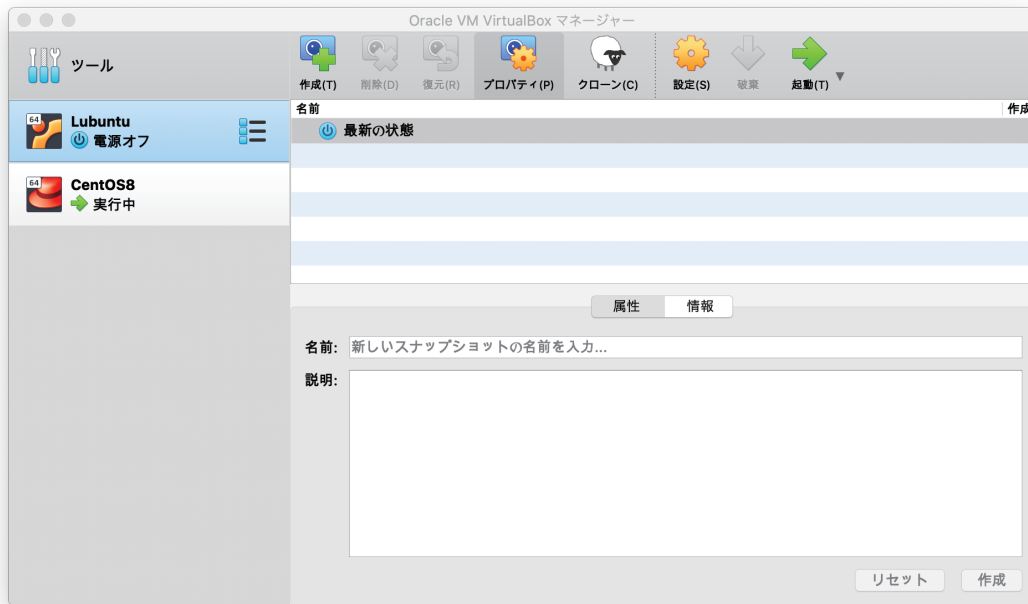 Oracle VM VirtualBox マネージャー
ツール
作成(T)
削除(D)
復元(R)
プロパティ(P)
クローン(C)
設定(S)
破棄
起動(T)
64
Lubuntu
電源オフ
64
CentOS8
実行中
名前
作成
最新の状態
属性
情報
名前:
新しいスナップショットの名前を入力...
説明:
リセット
作成